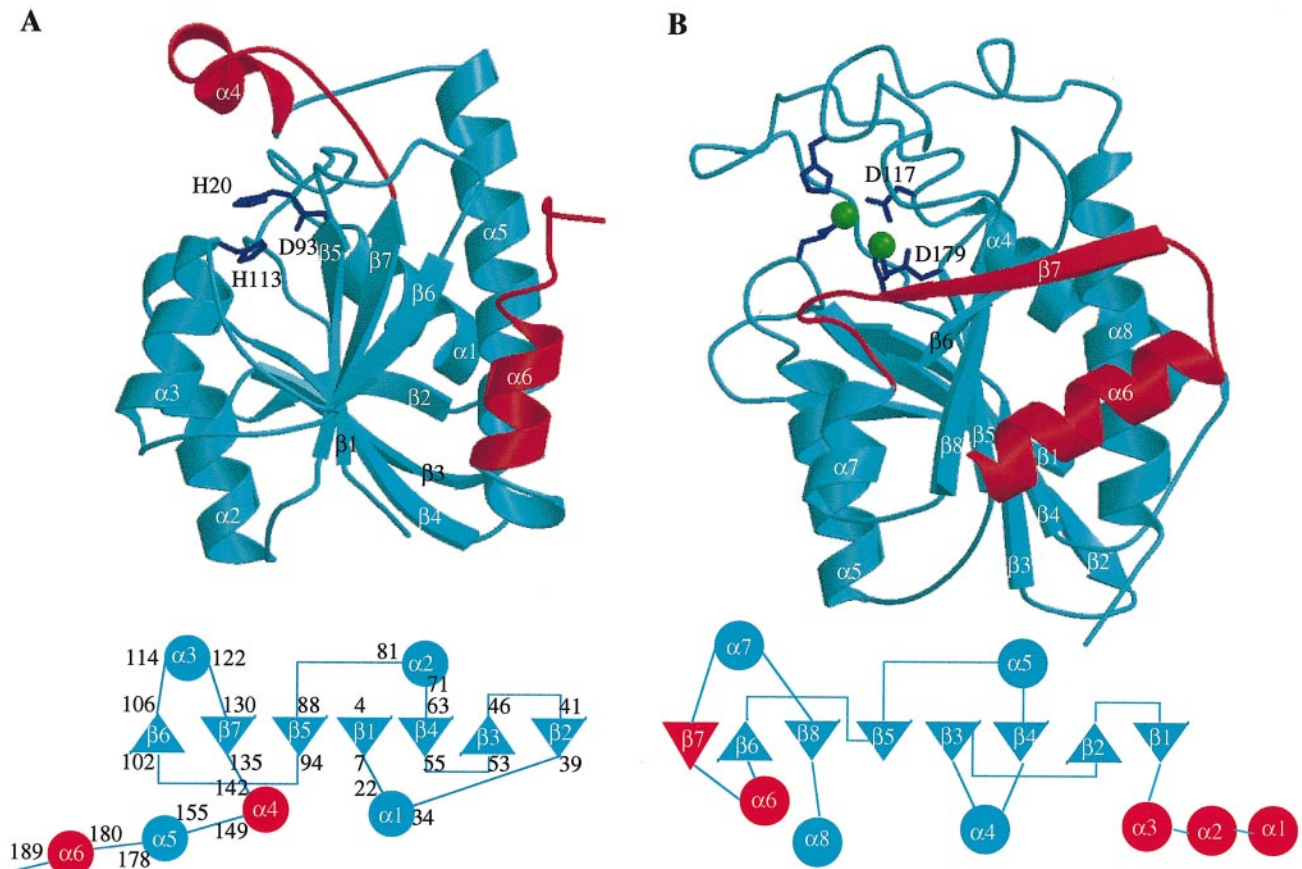 A
α4
H20
D93
H113
β5
β7
α5
β6
α1
α3
β2
α6
β1
β3
β4
α2
B
D117
α4
D179
β7
β6
α8
α6
β5
β8
β1
α7
β4
β3
β2
α5
114 α3 122
81 α2
71
106 130 88 4 63 46 41
β6 β7 β5 β1 β4 β3 β2
102 135 94 7 55 53 39
142 22
α4 α1 34
155 149
180 α5
189 α6 178
α7 α5
β7 β6 β8 β5 β3 β4 β2 β1
α6 α8 α4 α3 α2 α1